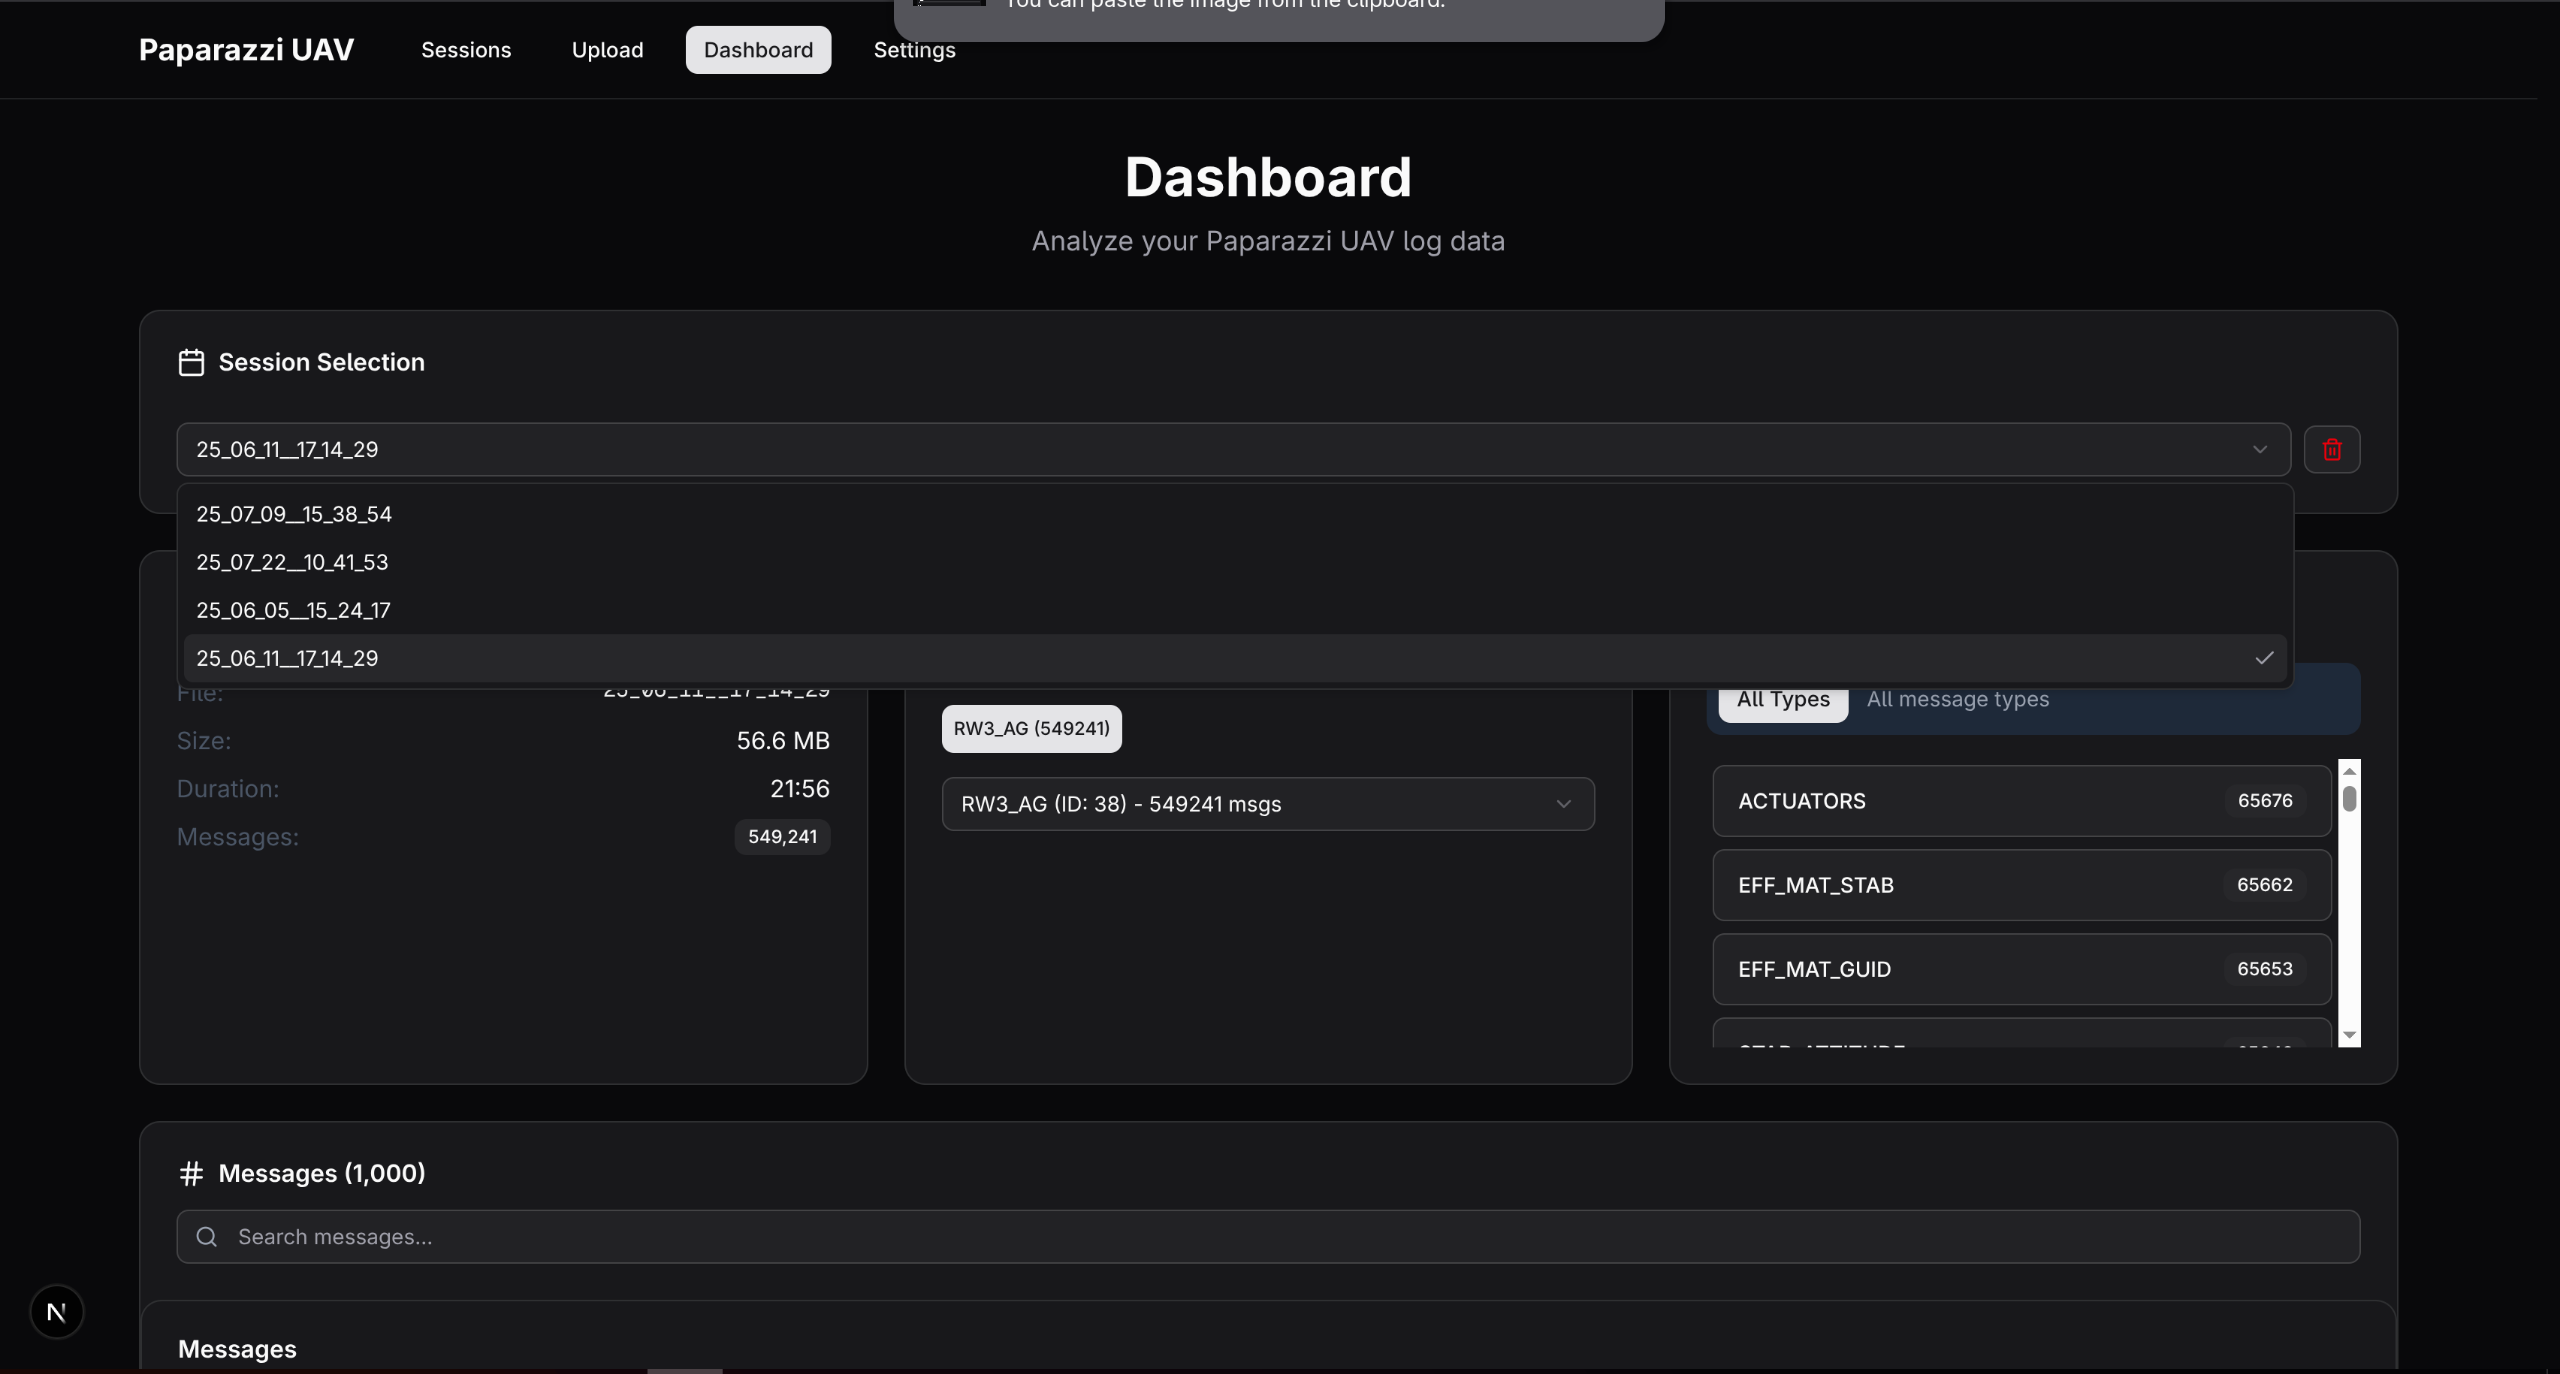 You can paste the image from the clipboard.
Paparazzi UAV
Sessions
Upload
Dashboard
Settings
Dashboard
Analyze your Paparazzi UAV log data
Session Selection
25_06_11__17_14_29
25_07_09__15_38_54
25_07_22__10_41_53
25_06_05__15_24_17
25_06_11__17_14_29
File:
25_06_11__17_14_29
Size:
56.6 MB
Duration:
21:56
Messages:
549,241
RW3_AG (549241)
RW3_AG (ID: 38) - 549241 msgs
All Types
All message types
ACTUATORS
65676
EFF_MAT_STAB
65662
EFF_MAT_GUID
65653
STAB_ATTITUDE
# Messages (1,000)
Search messages...
N
Messages